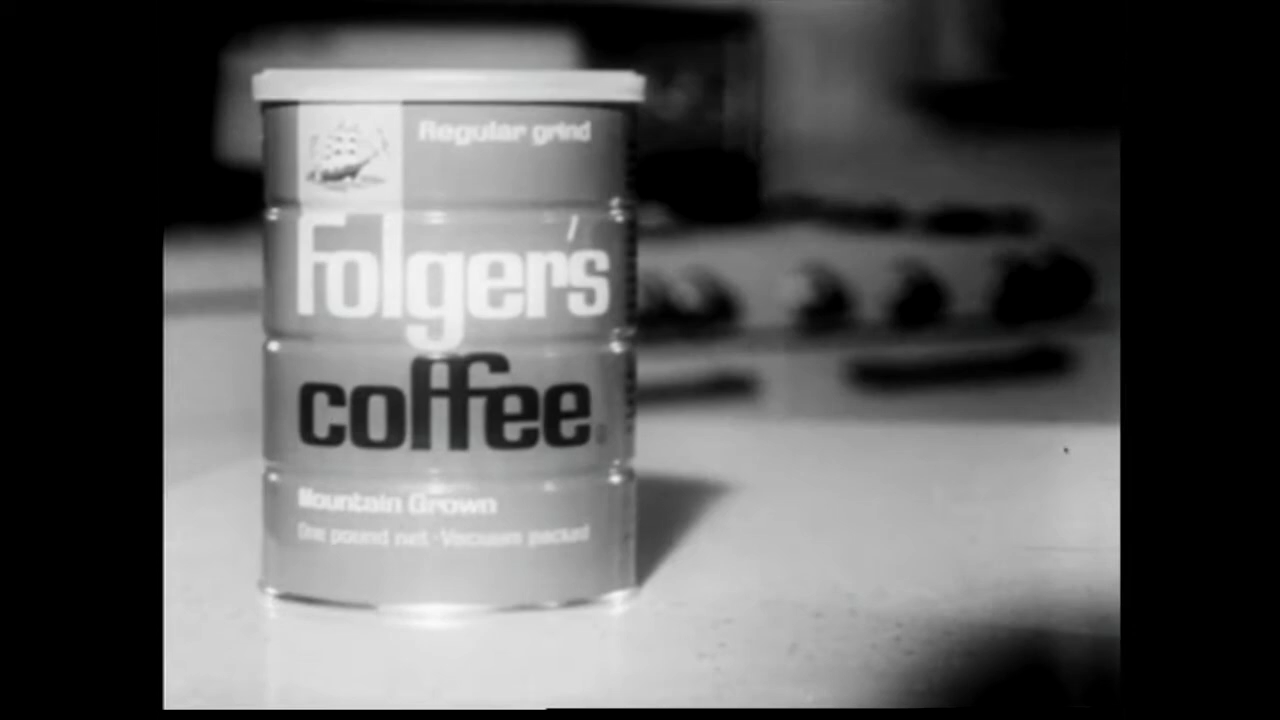 Regular grind
Folger's
coffee
Mountain Grown
One pound net · Vacuum packed